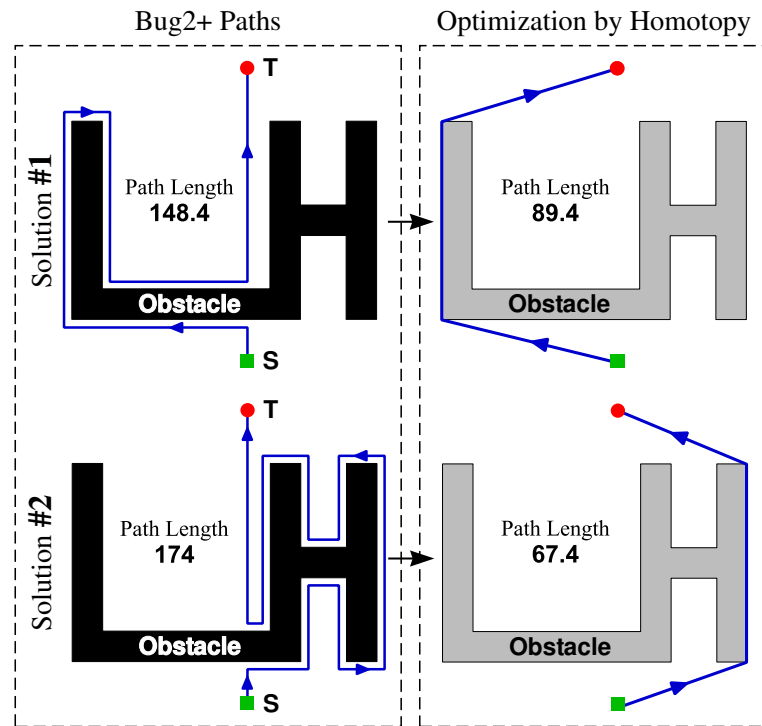 Bug2+ Paths
Optimization by Homotopy
Solution #1
T
Path Length
148.4
Obstacle
S
Path Length
89.4
Obstacle
Solution #2
T
Path Length
174
Obstacle
S
Path Length
67.4
Obstacle